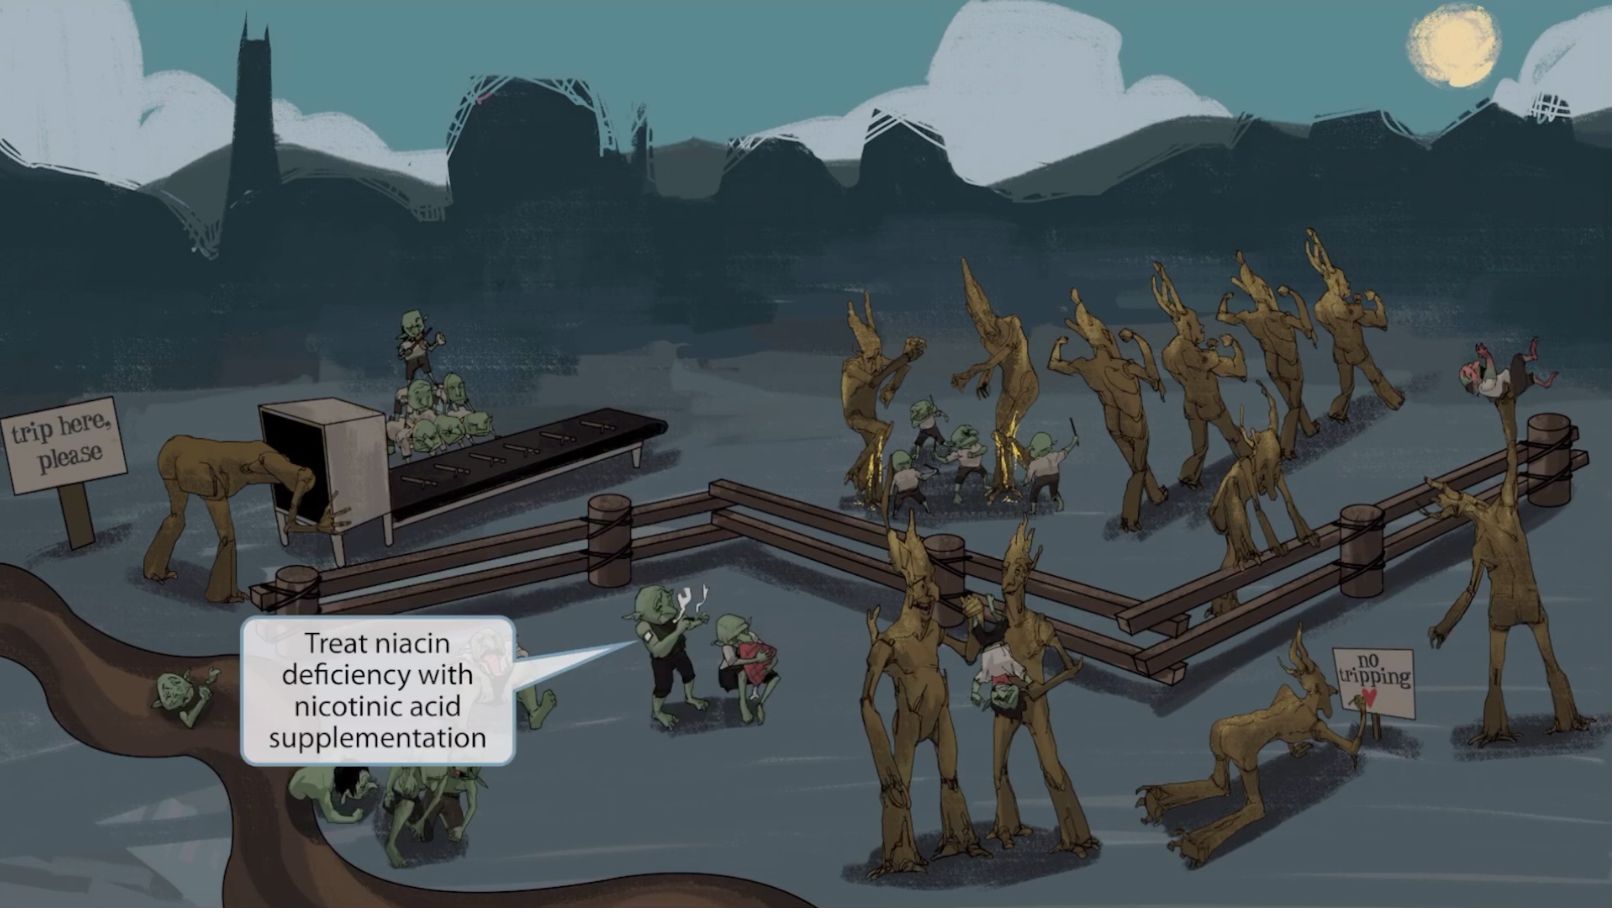 trip here,
please
Treat niacin
deficiency with
nicotinic acid
supplementation
no
tripping